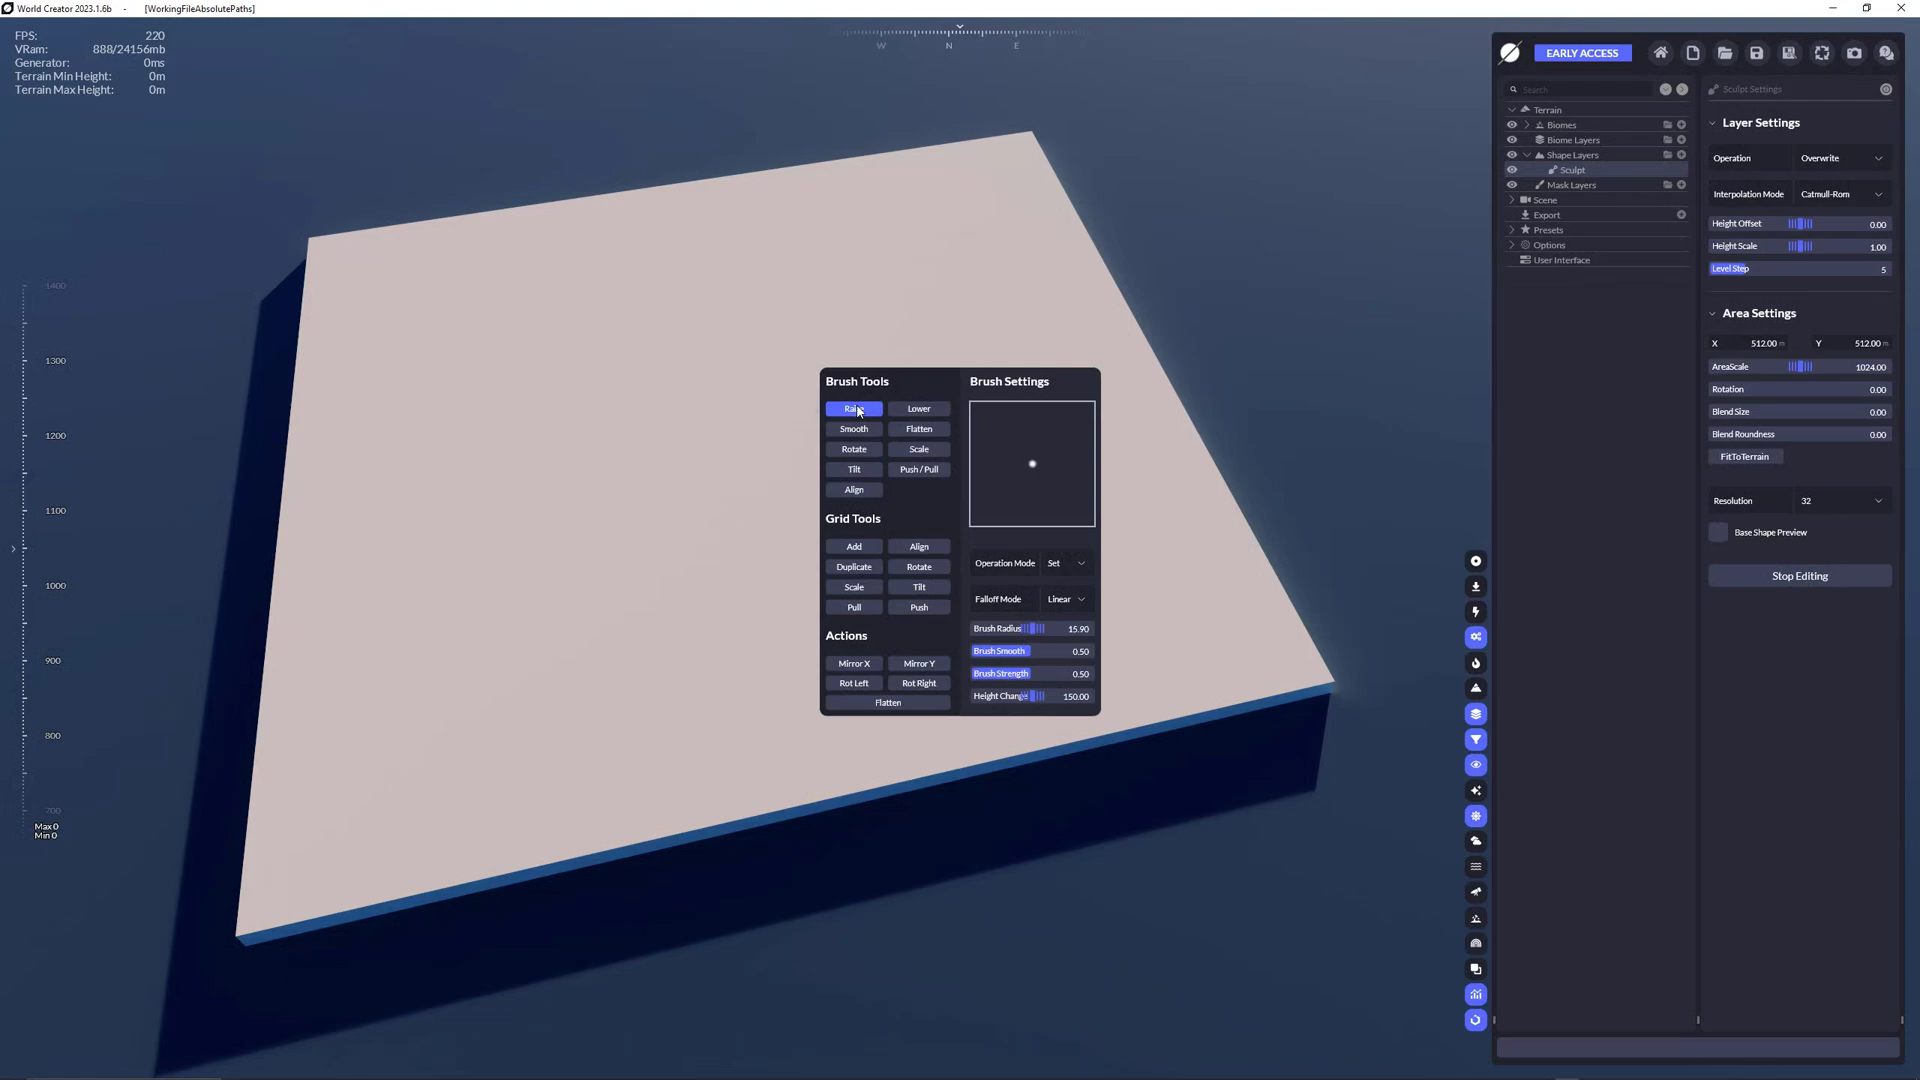 World Creator 2023.1.6b - [WorkingFileAbsolutePaths]
FPS: 220
VRam: 888/24156mb
Generator: 0ms
Terrain Min Height: 0m
Terrain Max Height: 0m
W N E
1400
1300
1200
1100
1000
900
800
700
Max 0
Min 0
Brush Tools
Raise Lower
Smooth Flatten
Rotate Scale
Tilt Push / Pull
Align
Grid Tools
Add Align
Duplicate Rotate
Scale Tilt
Pull Push
Actions
Mirror X Mirror Y
Rot Left Rot Right
Flatten
Brush Settings
Operation Mode Set
Falloff Mode Linear
Brush Radius 15.90
Brush Smooth 0.50
Brush Strength 0.50
Height Change 150.00
EARLY ACCESS
Search
Terrain
Biomes
Biome Layers
Shape Layers
Sculpt
Mask Layers
Scene
Export
Presets
Options
User Interface
Sculpt Settings
Layer Settings
Operation Overwrite
Interpolation Mode Catmull-Rom
Height Offset 0.00
Height Scale 1.00
Level Step 5
Area Settings
X 512.00 m Y 512.00 m
AreaScale 1024.00
Rotation 0.00
Blend Size 0.00
Blend Roundness 0.00
FitToTerrain
Resolution 32
Base Shape Preview
Stop Editing